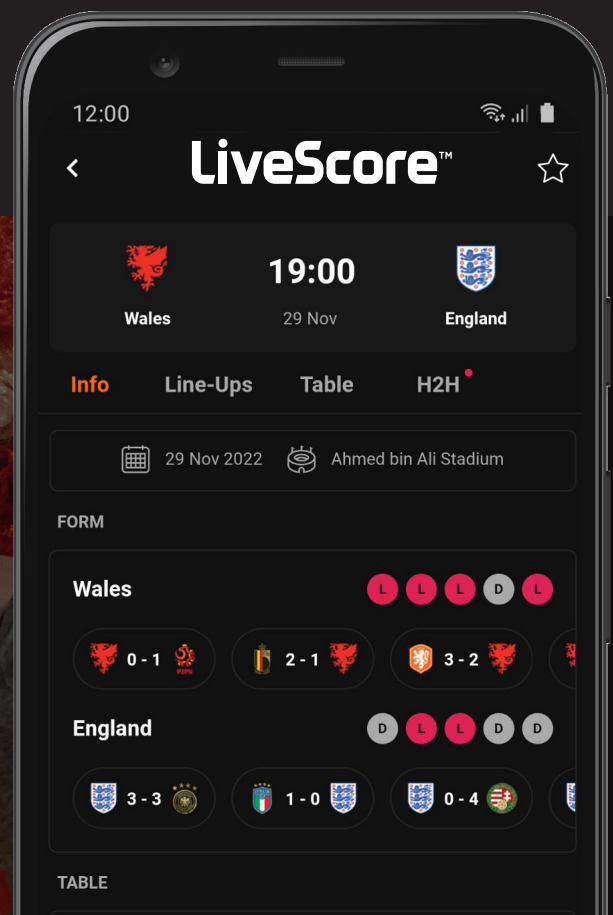 12:00
LiveScore™
19:00
Wales
29 Nov
England
Info
Line-Ups
Table
H2H
29 Nov 2022
Ahmed bin Ali Stadium
FORM
Wales
L L L D L
0 - 1
PZPN
2 - 1
3 - 2
England
D L L D D
3 - 3
1 - 0
0 - 4
TABLE